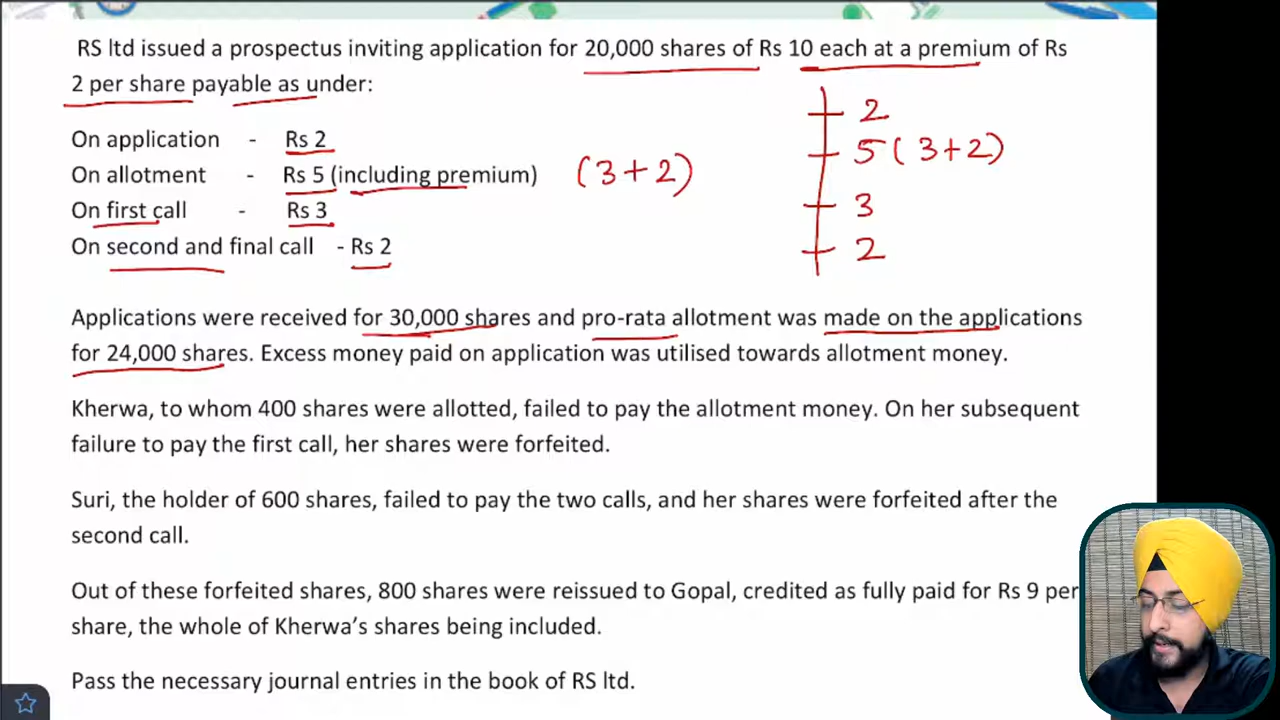 RS ltd issued a prospectus inviting application for 20,000 shares of Rs 10 each at a premium of Rs
2 per share payable as under:
2
On application - Rs 2
5 (3+2)
On allotment - Rs 5 (including premium) (3+2)
On first call - Rs 3
3
On second and final call - Rs 2
2
Applications were received for 30,000 shares and pro-rata allotment was made on the applications
for 24,000 shares. Excess money paid on application was utilised towards allotment money.
Kherwa, to whom 400 shares were allotted, failed to pay the allotment money. On her subsequent
failure to pay the first call, her shares were forfeited.
Suri, the holder of 600 shares, failed to pay the two calls, and her shares were forfeited after the
second call.
Out of these forfeited shares, 800 shares were reissued to Gopal, credited as fully paid for Rs 9 per
share, the whole of Kherwa's shares being included.
Pass the necessary journal entries in the book of RS ltd.